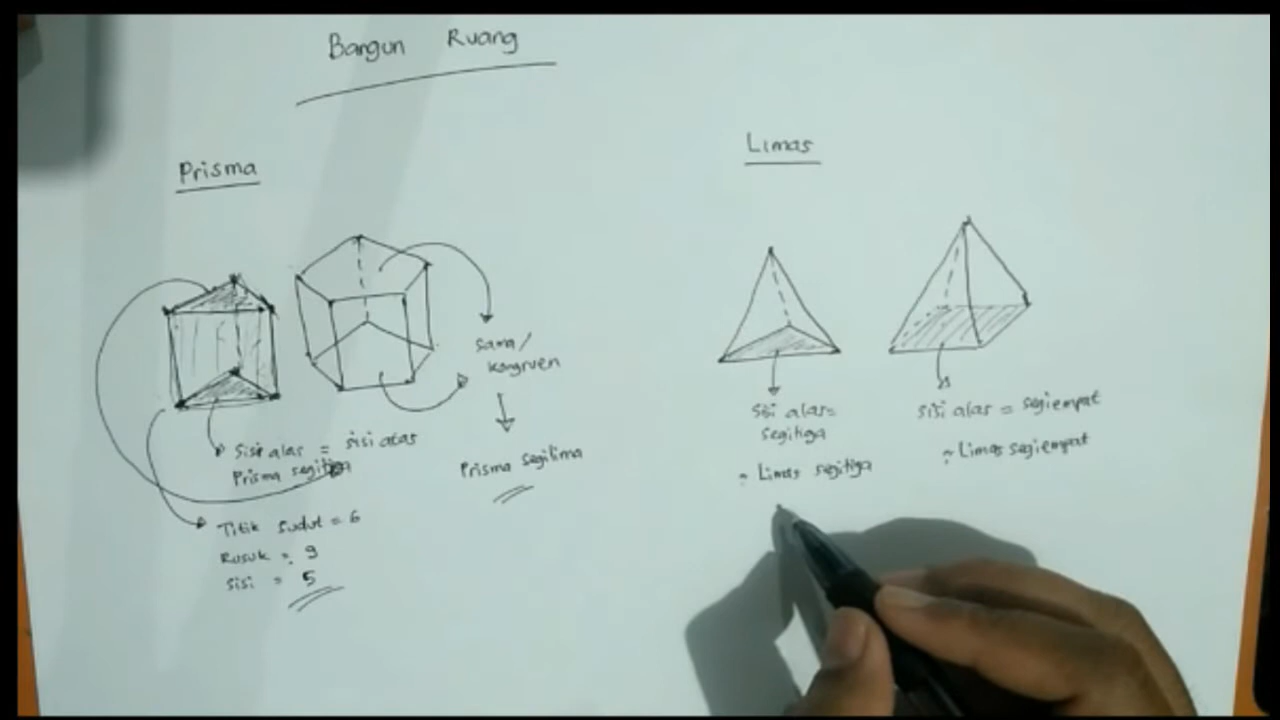 Bangun Ruang
Prisma
sama/
kongruen
Prisma segilima
Sisi alas = sisi atas
Prisma segitiga
Titik sudut = 6
Rusuk = 9
Sisi = 5
Limas
Sisi alas=
segitiga
= Limas segitiga
Sisi alas = segiempat
= Limas segiempat